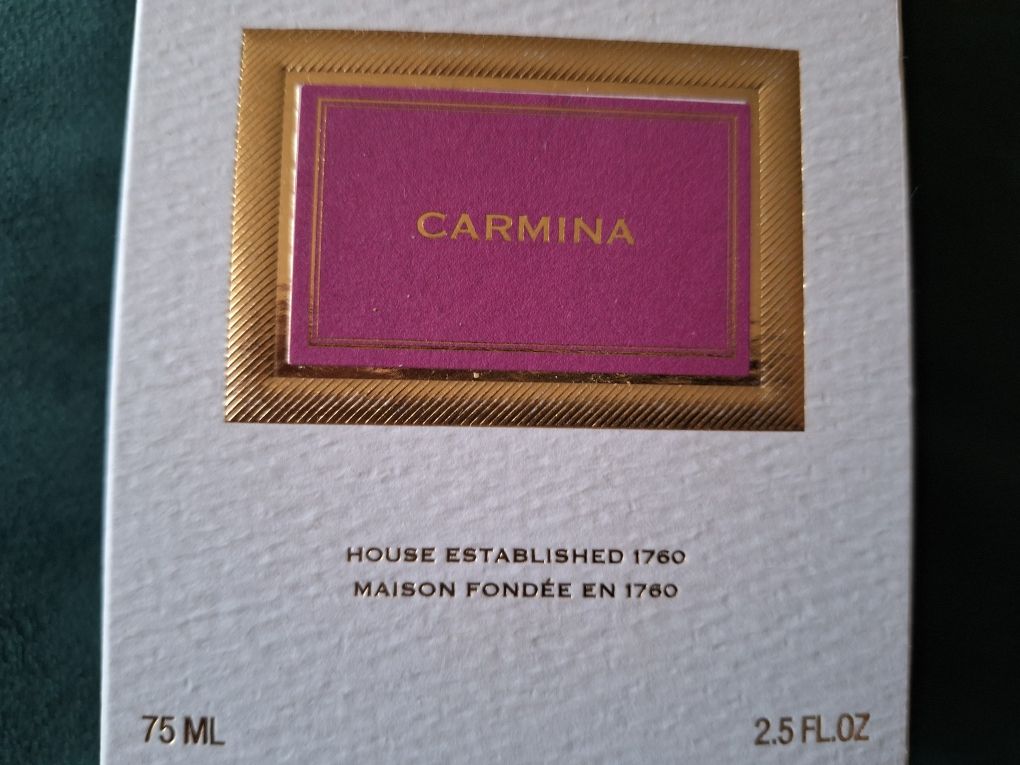 CARMINA
HOUSE ESTABLISHED 1760
MAISON FONDÉE EN 1760
75 ML
2.5 FL.OZ